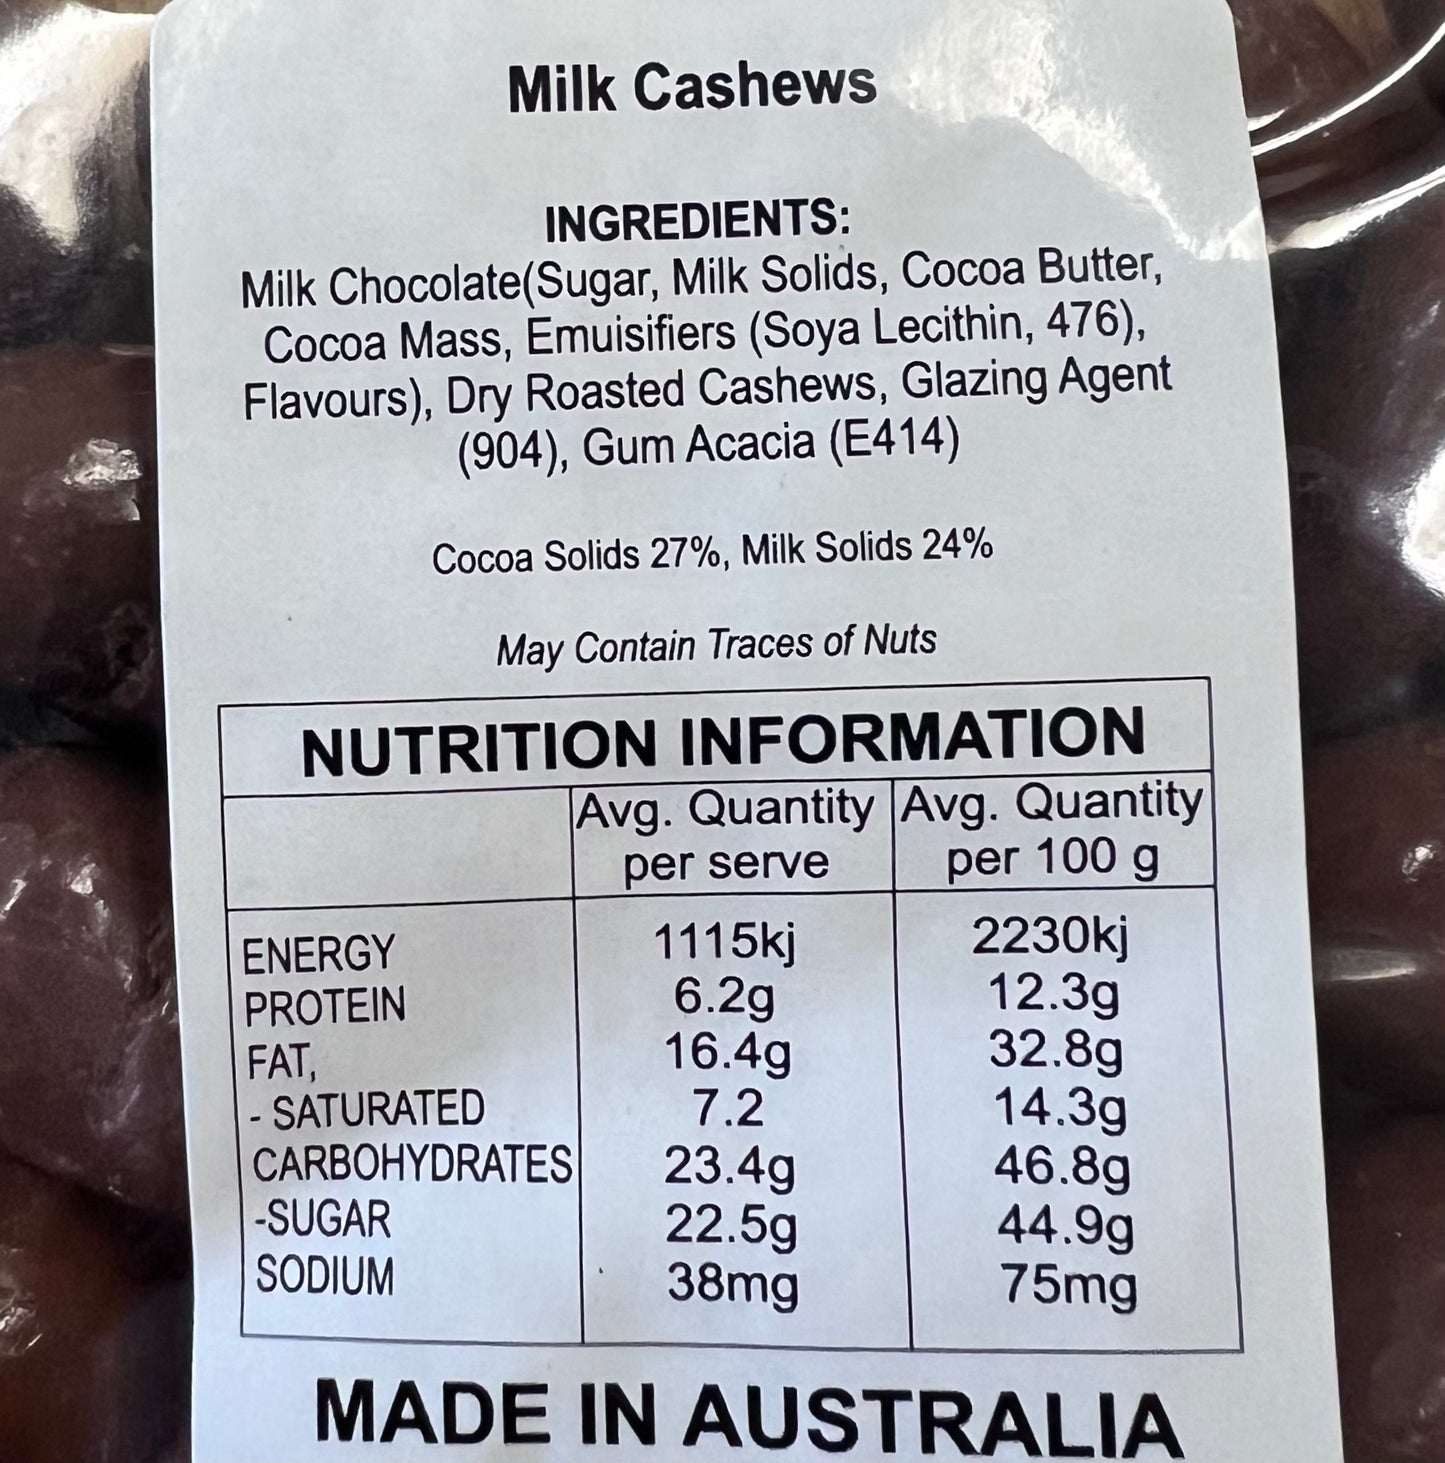 Milk Cashews
INGREDIENTS:
Milk Chocolate(Sugar, Milk Solids, Cocoa Butter,
Cocoa Mass, Emuisifiers (Soya Lecithin, 476),
Flavours), Dry Roasted Cashews, Glazing Agent
(904), Gum Acacia (E414)
Cocoa Solids 27%, Milk Solids 24%
May Contain Traces of Nuts
NUTRITION INFORMATION
Avg. Quantity per serve Avg. Quantity per 100 g
ENERGY 1115kj 2230kj
PROTEIN 6.2g 12.3g
FAT, 16.4g 32.8g
- SATURATED 7.2 14.3g
CARBOHYDRATES 23.4g 46.8g
-SUGAR 22.5g 44.9g
SODIUM 38mg 75mg
MADE IN AUSTRALIA